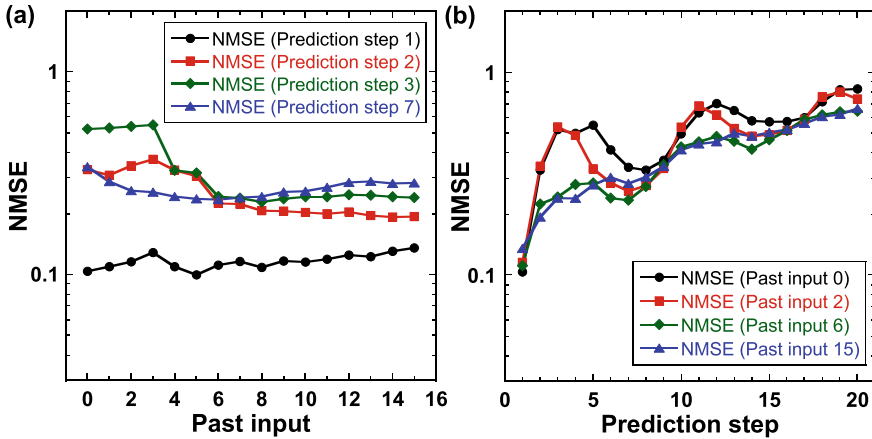 (a)
NMSE (Prediction step 1)
NMSE (Prediction step 2)
NMSE (Prediction step 3)
NMSE (Prediction step 7)
1
0.1
NMSE
0 2 4 6 8 10 12 14 16
Past input
(b)
1
0.1
NMSE
NMSE (Past input 0)
NMSE (Past input 2)
NMSE (Past input 6)
NMSE (Past input 15)
0 5 10 15 20
Prediction step